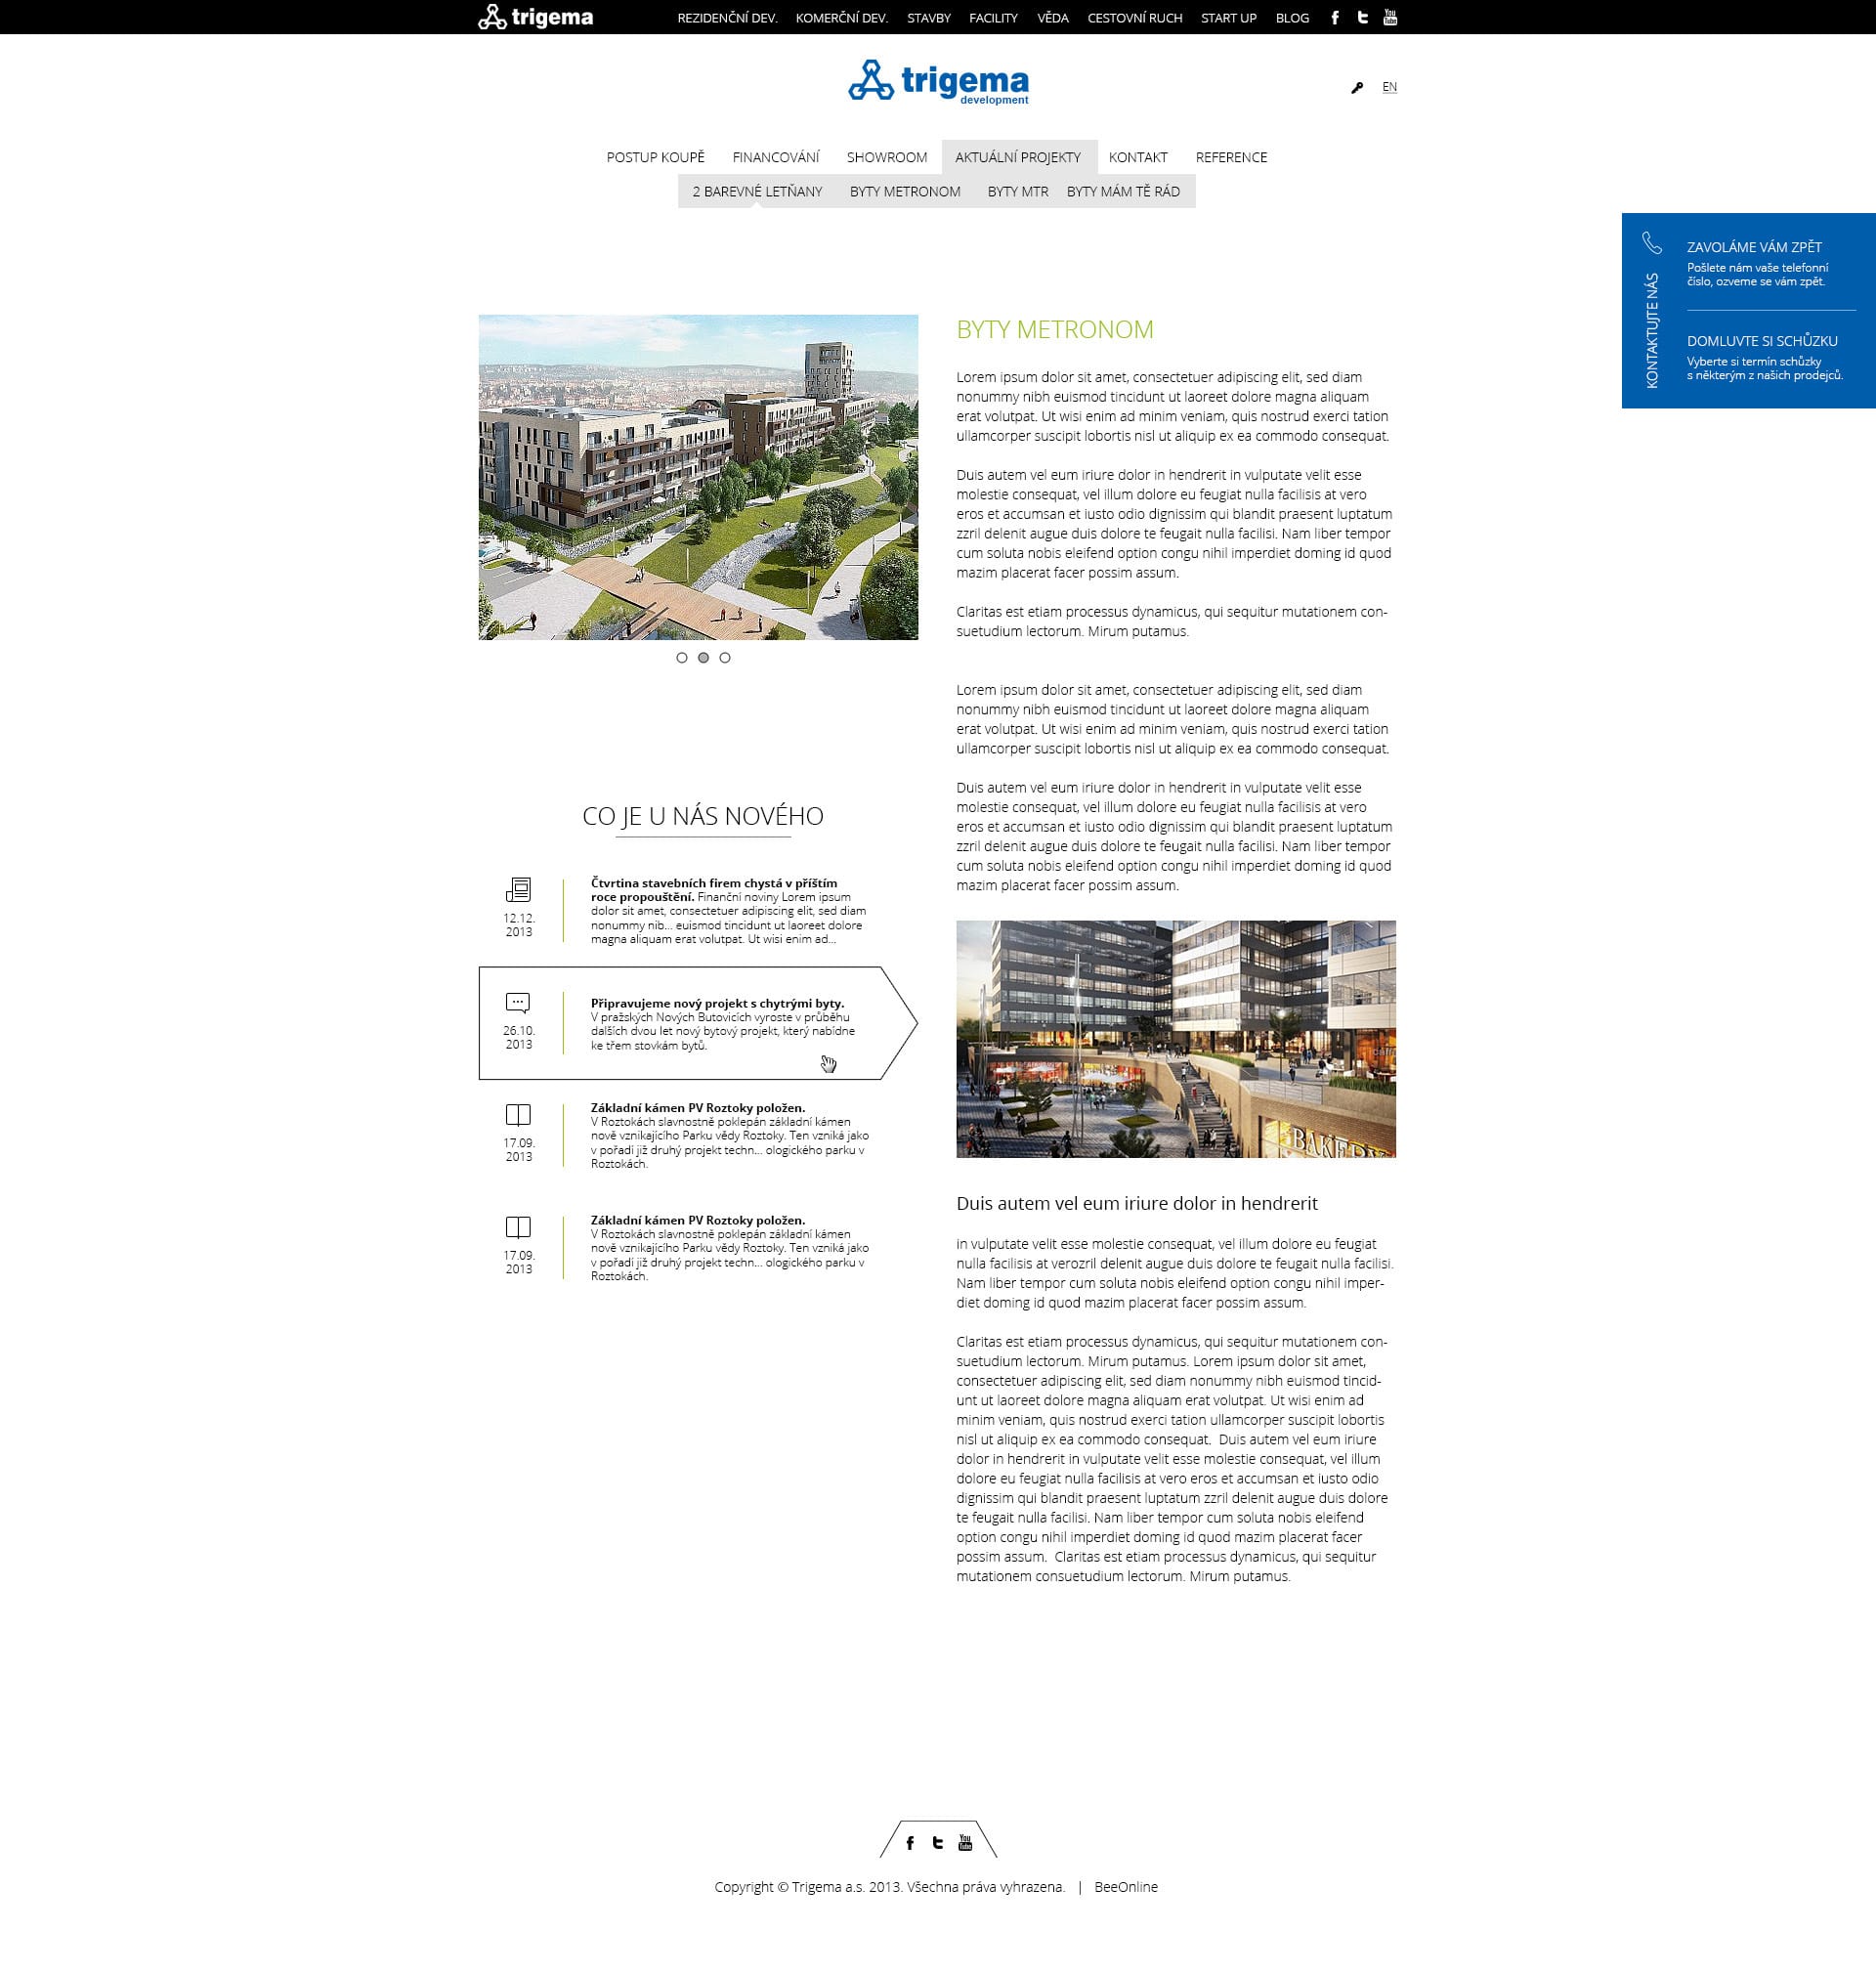 trigema
REZIDENČNÍ DEV. KOMERČNÍ DEV. STAVBY FACILITY VĚDA CESTOVNÍ RUCH START UP BLOG f t You Tube
trigema
development
EN
POSTUP KOUPĚ FINANCOVÁNÍ SHOWROOM AKTUÁLNÍ PROJEKTY KONTAKT REFERENCE
2 BAREVNÉ LETŇANY BYTY METRONOM BYTY MTR BYTY MÁM TĚ RÁD
KONTAKTUJTE NÁS
ZAVOLÁME VÁM ZPĚT
Pošlete nám vaše telefonní
číslo, ozveme se vám zpět.
DOMLUVTE SI SCHŮZKU
Vyberte si termín schůzky
s některým z našich prodejců.
BYTY METRONOM
Lorem ipsum dolor sit amet, consectetuer adipiscing elit, sed diam
nonummy nibh euismod tincidunt ut laoreet dolore magna aliquam
erat volutpat. Ut wisi enim ad minim veniam, quis nostrud exerci tation
ullamcorper suscipit lobortis nisl ut aliquip ex ea commodo consequat.
Duis autem vel eum iriure dolor in hendrerit in vulputate velit esse
molestie consequat, vel illum dolore eu feugiat nulla facilisis at vero
eros et accumsan et iusto odio dignissim qui blandit praesent luptatum
zzril delenit augue duis dolore te feugait nulla facilisi. Nam liber tempor
cum soluta nobis eleifend option congu nihil imperdiet doming id quod
mazim placerat facer possim assum.
Claritas est etiam processus dynamicus, qui sequitur mutationem con-
suetudium lectorum. Mirum putamus.
Lorem ipsum dolor sit amet, consectetuer adipiscing elit, sed diam
nonummy nibh euismod tincidunt ut laoreet dolore magna aliquam
erat volutpat. Ut wisi enim ad minim veniam, quis nostrud exerci tation
ullamcorper suscipit lobortis nisl ut aliquip ex ea commodo consequat.
Duis autem vel eum iriure dolor in hendrerit in vulputate velit esse
molestie consequat, vel illum dolore eu feugiat nulla facilisis at vero
eros et accumsan et iusto odio dignissim qui blandit praesent luptatum
zzril delenit augue duis dolore te feugait nulla facilisi. Nam liber tempor
cum soluta nobis eleifend option congu nihil imperdiet doming id quod
mazim placerat facer possim assum.
BAKERY
Duis autem vel eum iriure dolor in hendrerit
in vulputate velit esse molestie consequat, vel illum dolore eu feugiat
nulla facilisis at verozril delenit augue duis dolore te feugait nulla facilisi.
Nam liber tempor cum soluta nobis eleifend option congu nihil imper-
diet doming id quod mazim placerat facer possim assum.
Claritas est etiam processus dynamicus, qui sequitur mutationem con-
suetudium lectorum. Mirum putamus. Lorem ipsum dolor sit amet,
consectetuer adipiscing elit, sed diam nonummy nibh euismod tincid-
unt ut laoreet dolore magna aliquam erat volutpat. Ut wisi enim ad
minim veniam, quis nostrud exerci tation ullamcorper suscipit lobortis
nisl ut aliquip ex ea commodo consequat. Duis autem vel eum iriure
dolor in hendrerit in vulputate velit esse molestie consequat, vel illum
dolore eu feugiat nulla facilisis at vero eros et accumsan et iusto odio
dignissim qui blandit praesent luptatum zzril delenit augue duis dolore
te feugait nulla facilisi. Nam liber tempor cum soluta nobis eleifend
option congu nihil imperdiet doming id quod mazim placerat facer
possim assum. Claritas est etiam processus dynamicus, qui sequitur
mutationem consuetudium lectorum. Mirum putamus.
CO JE U NÁS NOVÉHO
12.12.
2013
Čtvrtina stavebních firem chystá v příštím
roce propouštění. Finanční noviny Lorem ipsum
dolor sit amet, consectetuer adipiscing elit, sed diam
nonummy nib... euismod tincidunt ut laoreet dolore
magna aliquam erat volutpat. Ut wisi enim ad...
26.10.
2013
Připravujeme nový projekt s chytrými byty.
V pražských Nových Butovicích vyroste v průběhu
dalších dvou let nový bytový projekt, který nabídne
ke třem stovkám bytů.
17.09.
2013
Základní kámen PV Roztoky položen.
V Roztokách slavnostně poklepán základní kámen
nově vznikajícího Parku vědy Roztoky. Ten vzniká jako
v pořadí již druhý projekt techn... ologického parku v
Roztokách.
17.09.
2013
Základní kámen PV Roztoky položen.
V Roztokách slavnostně poklepán základní kámen
nově vznikajícího Parku vědy Roztoky. Ten vzniká jako
v pořadí již druhý projekt techn... ologického parku v
Roztokách.
f t You Tube
Copyright © Trigema a.s. 2013. Všechna práva vyhrazena. | BeeOnline